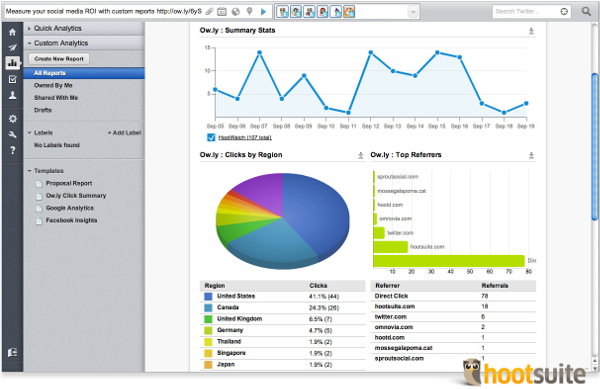 Measure your social media ROI with custom reports http://ow.ly/6yS
Search Twitter...
Quick Analytics
Custom Analytics
Create New Report
All Reports
Owned By Me
Shared With Me
Drafts
Labels
+ Add Label
No Labels found
Templates
Proposal Report
Ow.ly Click Summary
Google Analytics
Facebook Insights
Ow.ly : Summary Stats
15
10
5
Sep 05 Sep 06 Sep 07 Sep 08 Sep 09 Sep 10 Sep 11 Sep 12 Sep 13 Sep 14 Sep 15 Sep 16 Sep 17 Sep 18 Sep 19
HootWatch (107 total)
Ow.ly : Clicks by Region
Region Clicks
United States 41.1% (44)
Canada 24.3% (26)
United Kingdom 6.5% (7)
Germany 4.7% (5)
Thailand 1.9% (2)
Singapore 1.9% (2)
Japan 1.9% (2)
Ow.ly : Top Referrers
sproutsocial.com
mossegalapoma.cat
hootd.com
omnovia.com
twitter.com
hootsuite.com
Din
10 20 30 40 50 60 70 80
Referrer Referrals
Direct Click 78
hootsuite.com 18
twitter.com 6
omnovia.com 2
hootd.com 1
mossegalapoma.cat 1
sproutsocial.com 1
hootsuite